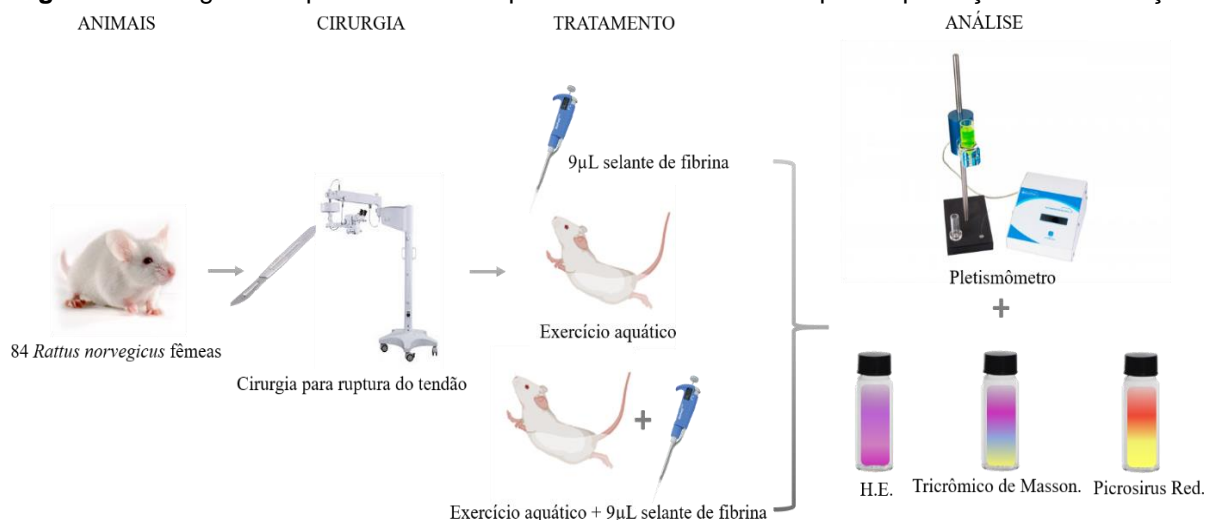 ANIMAIS CIRURGIA TRATAMENTO ANÁLISE
9µL selante de fibrina
Pletismômetro
Exercício aquático
84 Rattus norvegicus fêmeas
Cirurgia para ruptura do tendão
+
+
H.E. Tricrômico de Masson. Picrosirus Red.
Exercício aquático + 9µL selante de fibrina